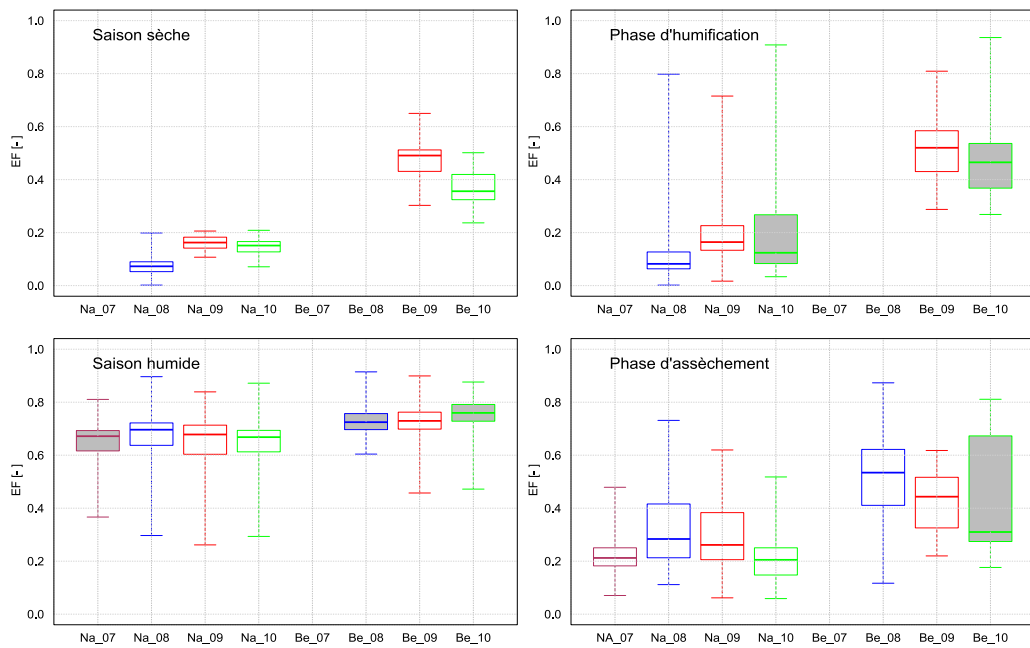 Saison sèche
EF [-]
1.0
0.8
0.6
0.4
0.2
0.0
Na_07 Na_08 Na_09 Na_10 Be_07 Be_08 Be_09 Be_10
Phase d'humification
EF [-]
1.0
0.8
0.6
0.4
0.2
0.0
Na_07 Na_08 Na_09 Na_10 Be_07 Be_08 Be_09 Be_10
Saison humide
EF [-]
1.0
0.8
0.6
0.4
0.2
0.0
Na_07 Na_08 Na_09 Na_10 Be_07 Be_08 Be_09 Be_10
Phase d'assèchement
EF [-]
1.0
0.8
0.6
0.4
0.2
0.0
NA_07 Na_08 Na_09 Na_10 Be_07 Be_08 Be_09 Be_10